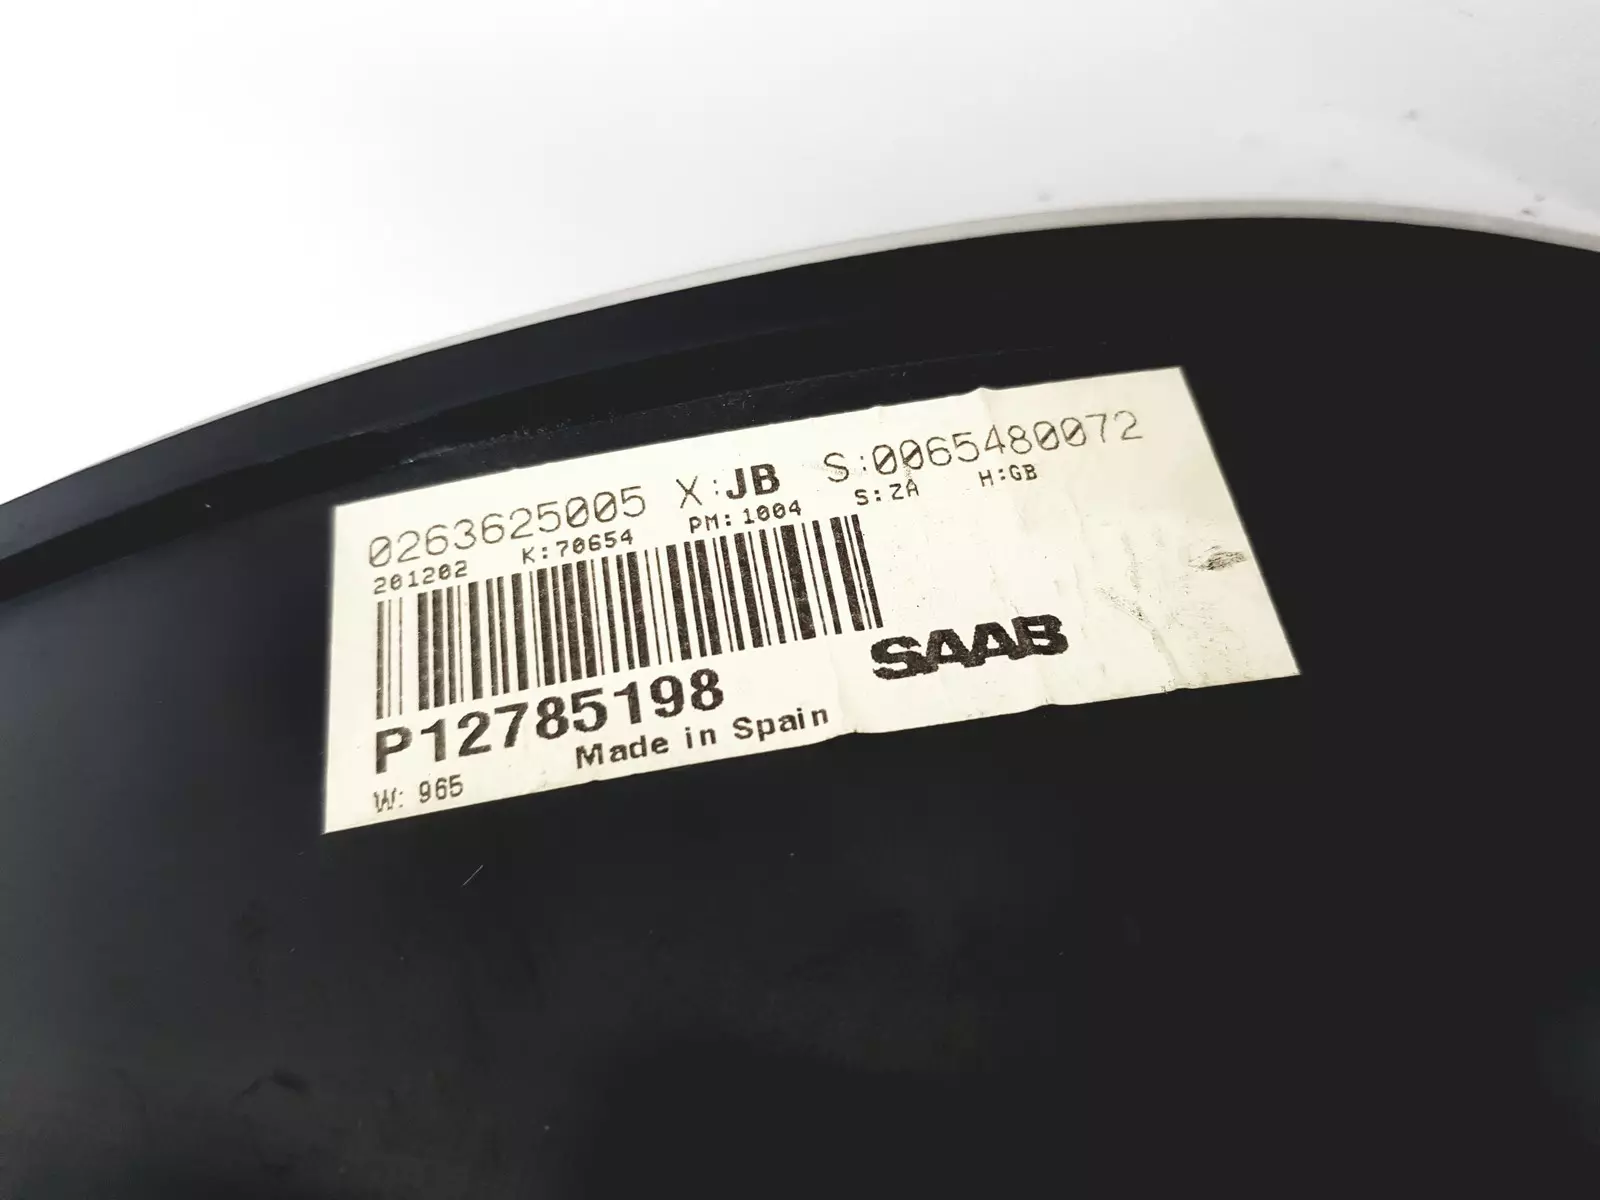 0263625005 X:JB S:0065480072
201202 K:70654 PM:1004 S:ZA H:GB
P12785198 SAAB
Made in Spain
W: 965